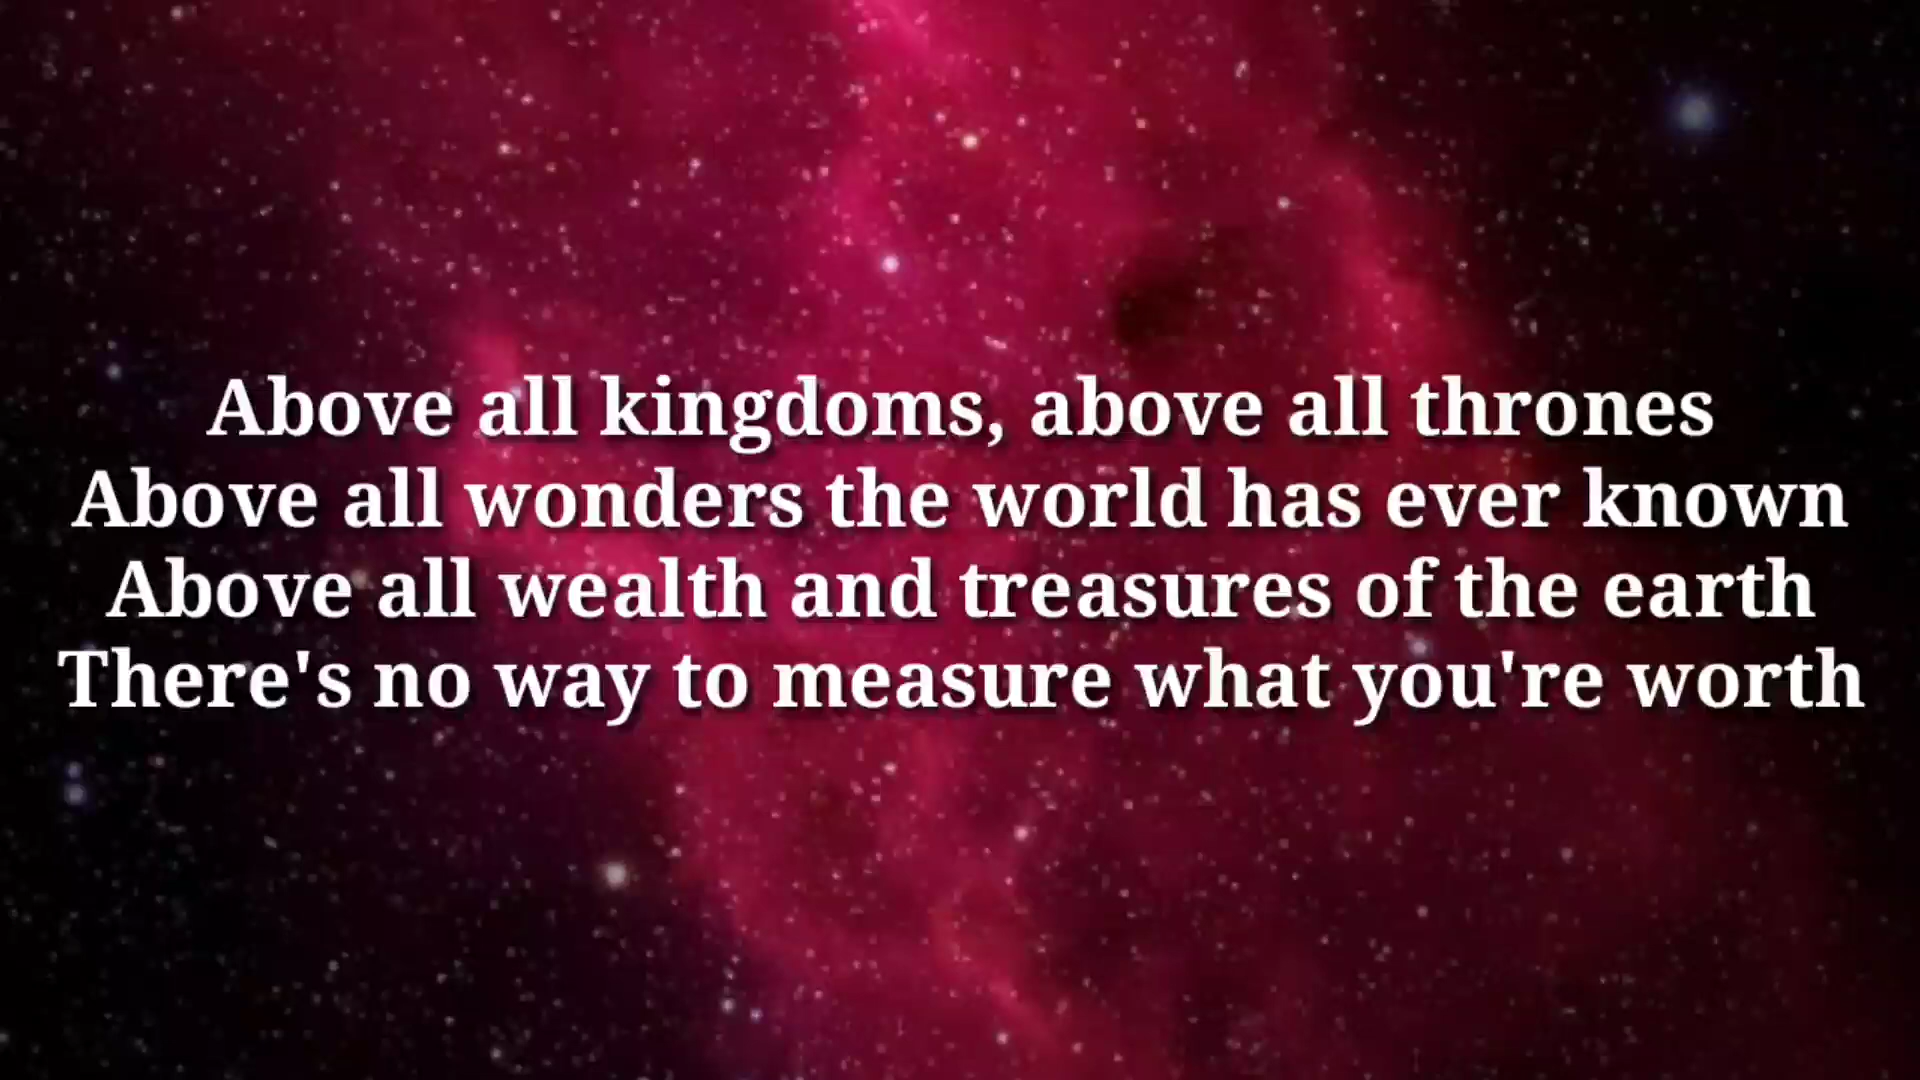 Above all kingdoms, above all thrones
Above all wonders the world has ever known
Above all wealth and treasures of the earth
There's no way to measure what you're worth